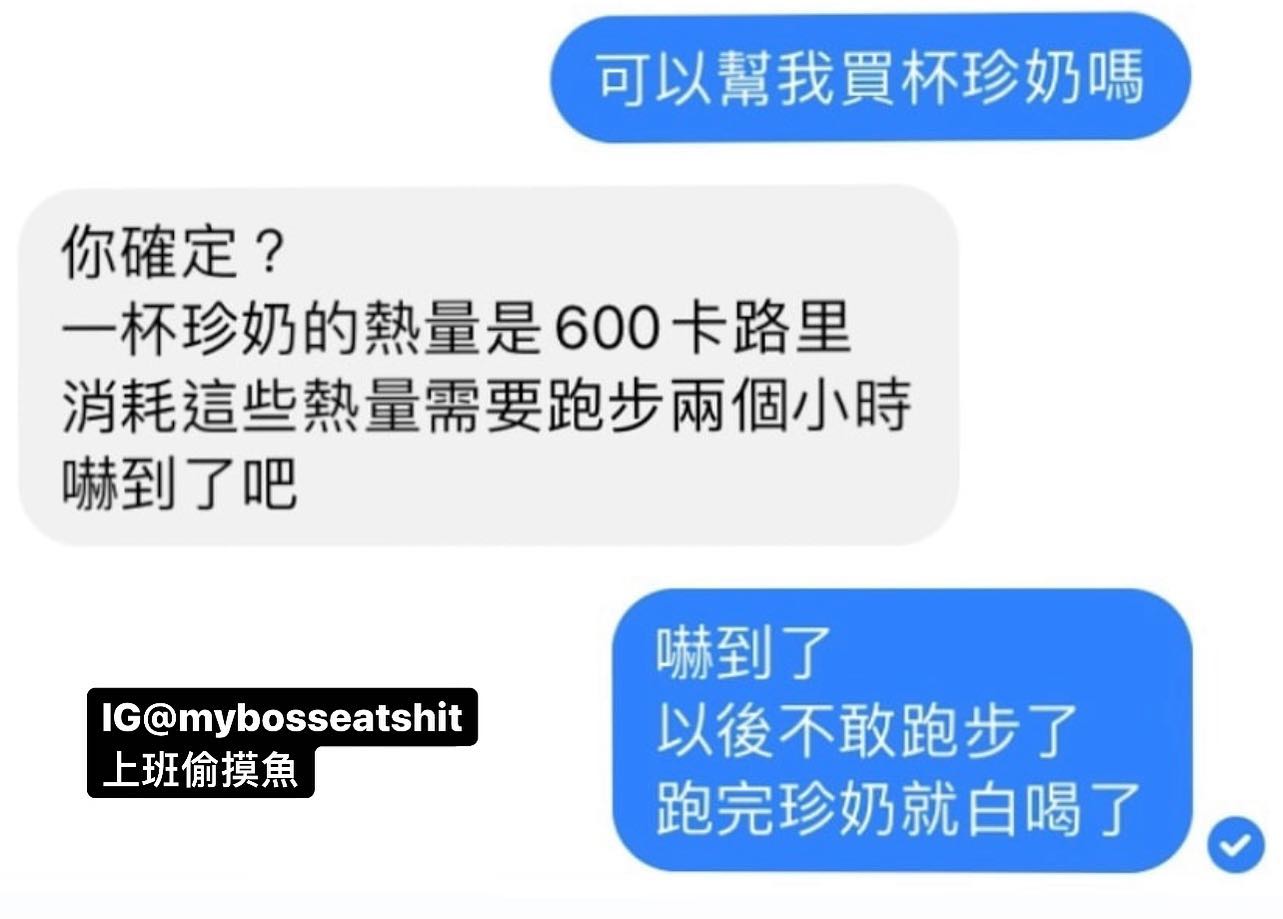 可以幫我買杯珍奶嗎
你確定？
一杯珍奶的熱量是600卡路里
消耗這些熱量需要跑步兩個小時
嚇到了吧
嚇到了
以後不敢跑步了
跑完珍奶就白喝了
IG@mybosseatshit
上班偷摸魚